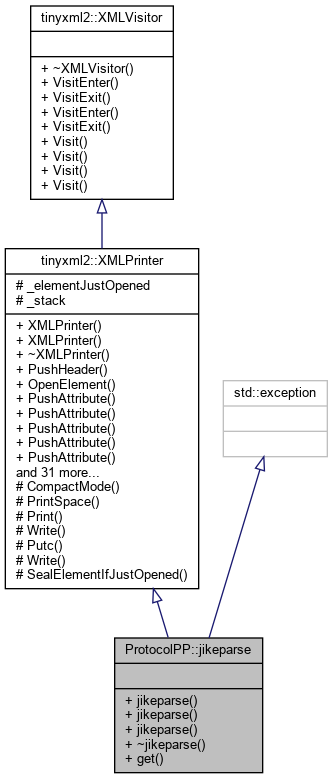 tinyxml2::XMLVisitor
+ ~XMLVisitor()
+ VisitEnter()
+ VisitExit()
+ VisitEnter()
+ VisitExit()
+ Visit()
+ Visit()
+ Visit()
+ Visit()
tinyxml2::XMLPrinter
# _elementJustOpened
# _stack
+ XMLPrinter()
+ XMLPrinter()
+ ~XMLPrinter()
+ PushHeader()
+ OpenElement()
+ PushAttribute()
+ PushAttribute()
+ PushAttribute()
+ PushAttribute()
+ PushAttribute()
and 31 more...
# CompactMode()
# PrintSpace()
# Print()
# Write()
# Putc()
# Write()
# SealElementIfJustOpened()
std::exception
ProtocolPP::jikeparse
+ jikeparse()
+ jikeparse()
+ jikeparse()
+ ~jikeparse()
+ get()